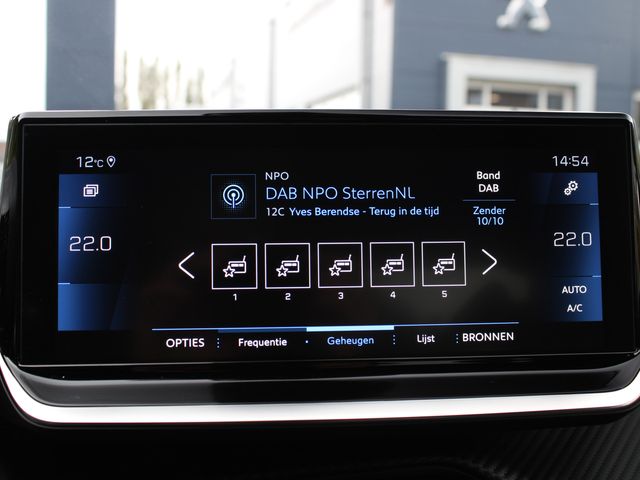 12°C
14:54
NPO
DAB NPO SterrenNL
12C Yves Berendse - Terug in de tijd
Band
DAB
Zender
10/10
22.0
22.0
1 2 3 4 5
AUTO
A/C
OPTIES Frequentie Geheugen Lijst BRONNEN